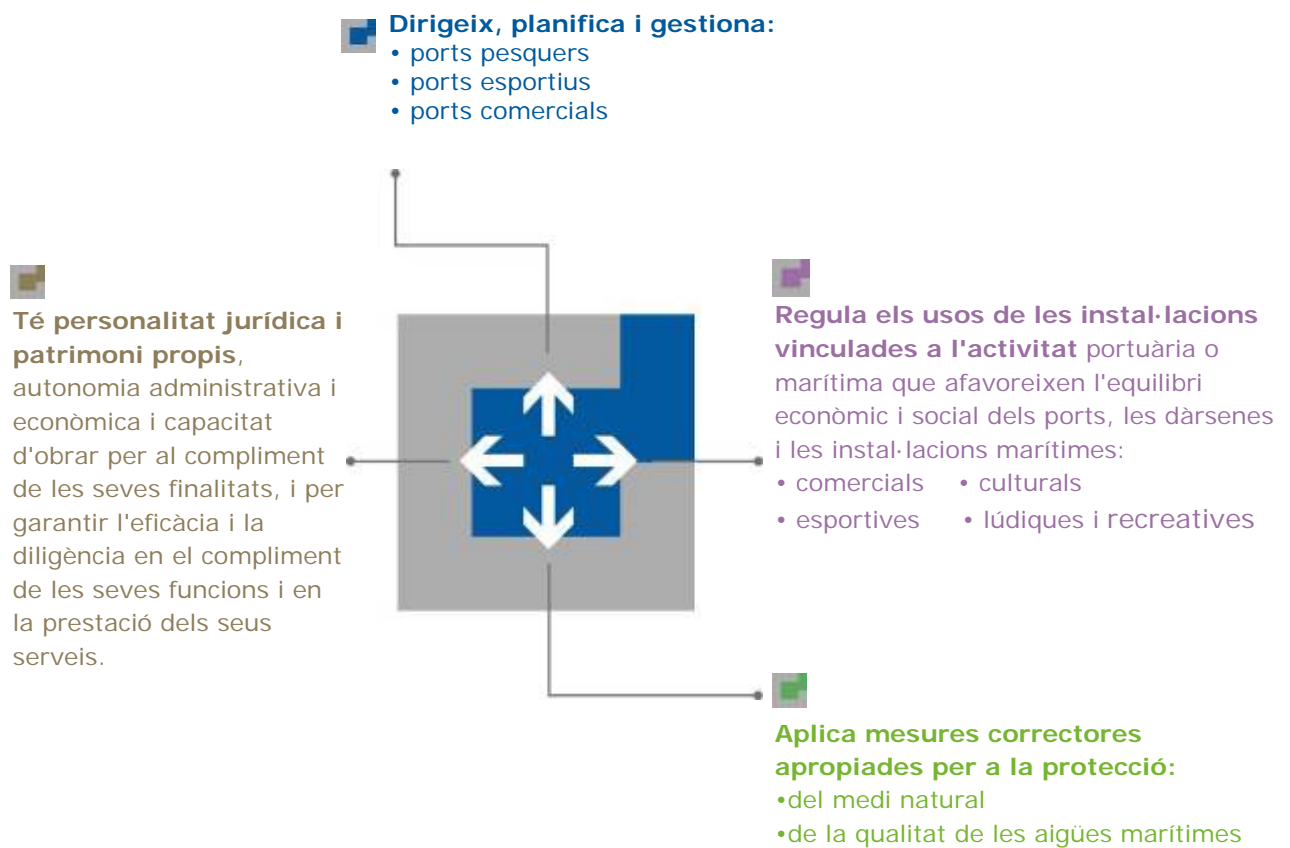 Dirigeix, planifica i gestiona:
• ports pesquers
• ports esportius
• ports comercials
Té personalitat jurídica i
patrimoni propis,
autonomia administrativa i
econòmica i capacitat
d'obrar per al compliment
de les seves finalitats, i per
garantir l'eficàcia i la
diligència en el compliment
de les seves funcions i en
la prestació dels seus
serveis.
Regula els usos de les instal·lacions
vinculades a l'activitat portuària o
marítima que afavoreixen l'equilibri
econòmic i social dels ports, les dàrsenes
i les instal·lacions marítimes:
• comercials • culturals
• esportives • lúdiques i recreatives
Aplica mesures correctores
apropiades per a la protecció:
•del medi natural
•de la qualitat de les aigües marítimes